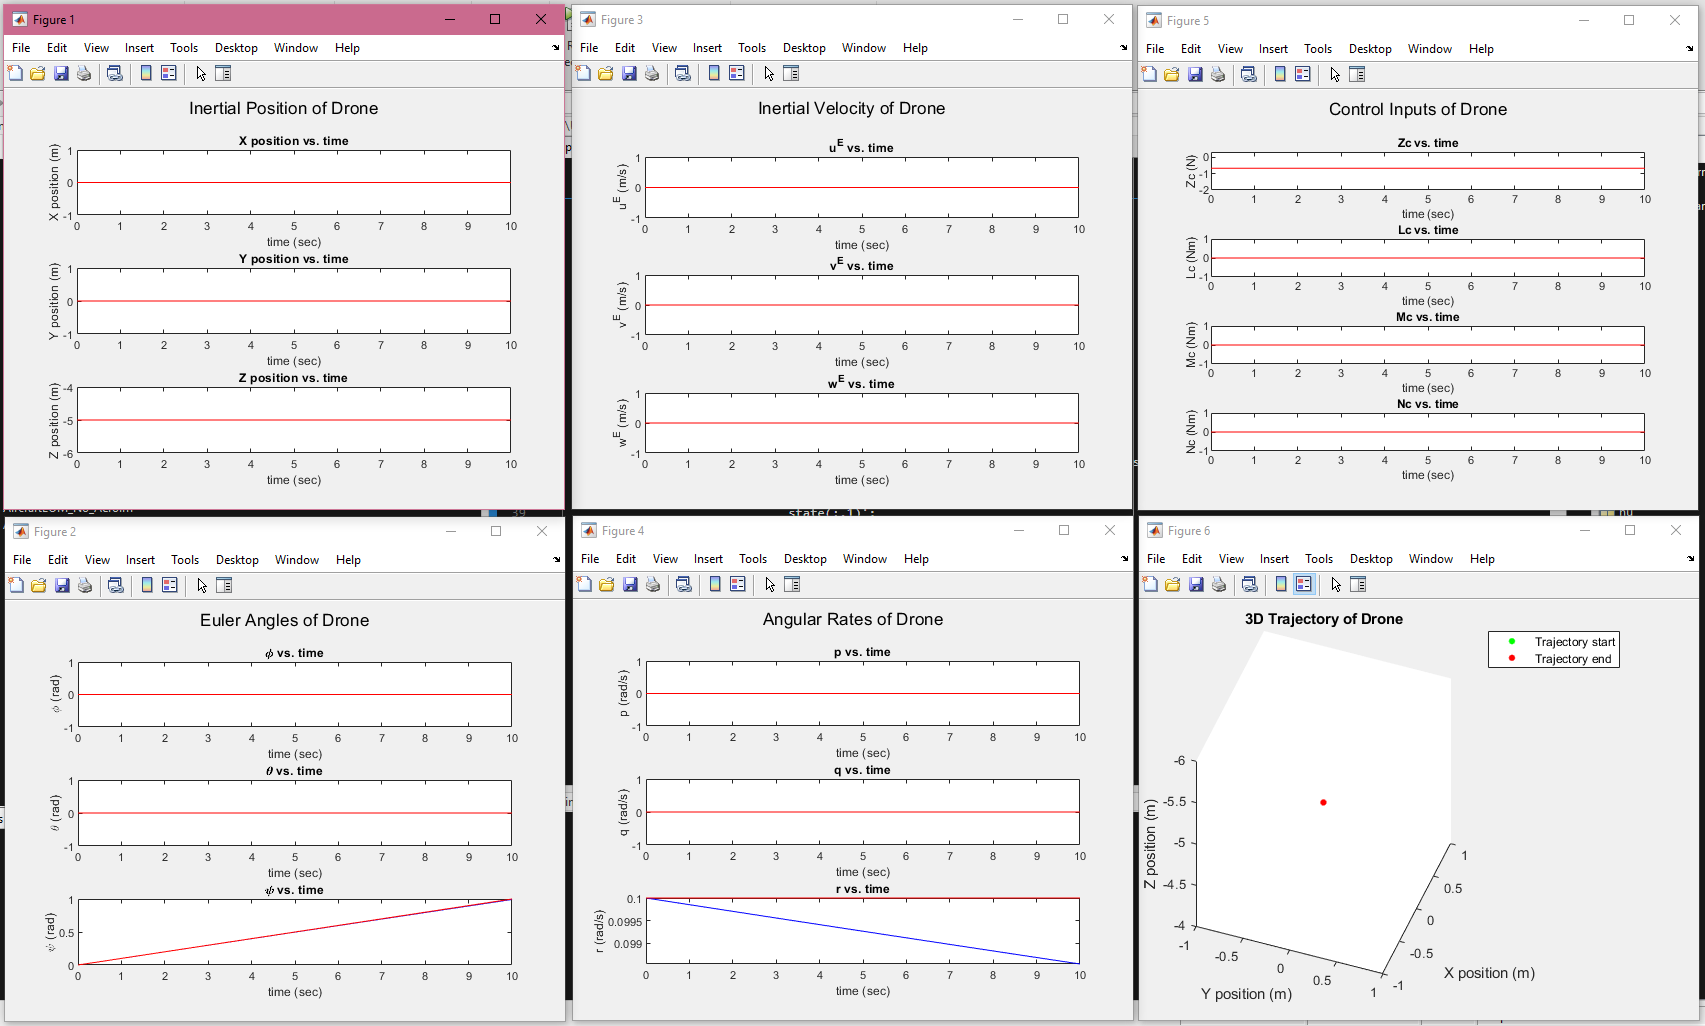 Figure 1
File Edit View Insert Tools Desktop Window Help
Inertial Position of Drone
X position vs. time
X position (m)
1
0
-1
0 1 2 3 4 5 6 7 8 9 10
time (sec)
Y position vs. time
Y position (m)
1
0
-1
0 1 2 3 4 5 6 7 8 9 10
time (sec)
Z position vs. time
Z position (m)
-4
-5
-6
0 1 2 3 4 5 6 7 8 9 10
time (sec)
Figure 3
File Edit View Insert Tools Desktop Window Help
Inertial Velocity of Drone
u^E vs. time
u^E (m/s)
1
0
-1
0 1 2 3 4 5 6 7 8 9 10
time (sec)
v^E vs. time
v^E (m/s)
1
0
-1
0 1 2 3 4 5 6 7 8 9 10
time (sec)
w^E vs. time
w^E (m/s)
1
0
-1
0 1 2 3 4 5 6 7 8 9 10
time (sec)
Figure 5
File Edit View Insert Tools Desktop Window Help
Control Inputs of Drone
Zc vs. time
Zc (N)
0
-1
-2
0 1 2 3 4 5 6 7 8 9 10
time (sec)
Lc vs. time
Lc (Nm)
1
0
-1
0 1 2 3 4 5 6 7 8 9 10
time (sec)
Mc vs. time
Mc (Nm)
1
0
-1
0 1 2 3 4 5 6 7 8 9 10
time (sec)
Nc vs. time
Nc (Nm)
1
0
-1
0 1 2 3 4 5 6 7 8 9 10
time (sec)
39
state(:,1)';
Figure 2
File Edit View Insert Tools Desktop Window Help
Euler Angles of Drone
ϕ vs. time
ϕ (rad)
1
0
-1
0 1 2 3 4 5 6 7 8 9 10
time (sec)
θ vs. time
θ (rad)
1
0
-1
0 1 2 3 4 5 6 7 8 9 10
time (sec)
ψ vs. time
ψ (rad)
1
0.5
0
0 1 2 3 4 5 6 7 8 9 10
time (sec)
Figure 4
File Edit View Insert Tools Desktop Window Help
Angular Rates of Drone
p vs. time
p (rad/s)
1
0
-1
0 1 2 3 4 5 6 7 8 9 10
time (sec)
q vs. time
q (rad/s)
1
0
-1
0 1 2 3 4 5 6 7 8 9 10
time (sec)
r vs. time
r (rad/s)
0.1
0.0995
0.099
0 1 2 3 4 5 6 7 8 9 10
time (sec)
Figure 6
File Edit View Insert Tools Desktop Window Help
3D Trajectory of Drone
Trajectory start
Trajectory end
Z position (m)
-6
-5.5
-5
-4.5
-4
-1 -0.5 0 0.5 1
Y position (m)
1
0.5
0
-0.5
-1
X position (m)